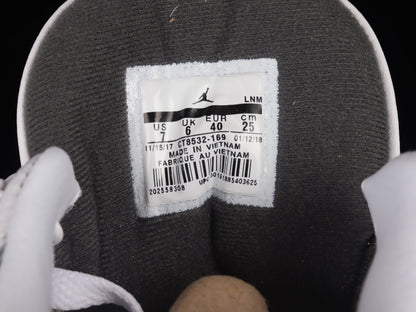 LNM
US UK EUR cm
7 6 40 25
11/15/17 CT8532-169 01/12/18
MADE IN VIETNAM
FABRIQUE AU VIETNAM
202558308